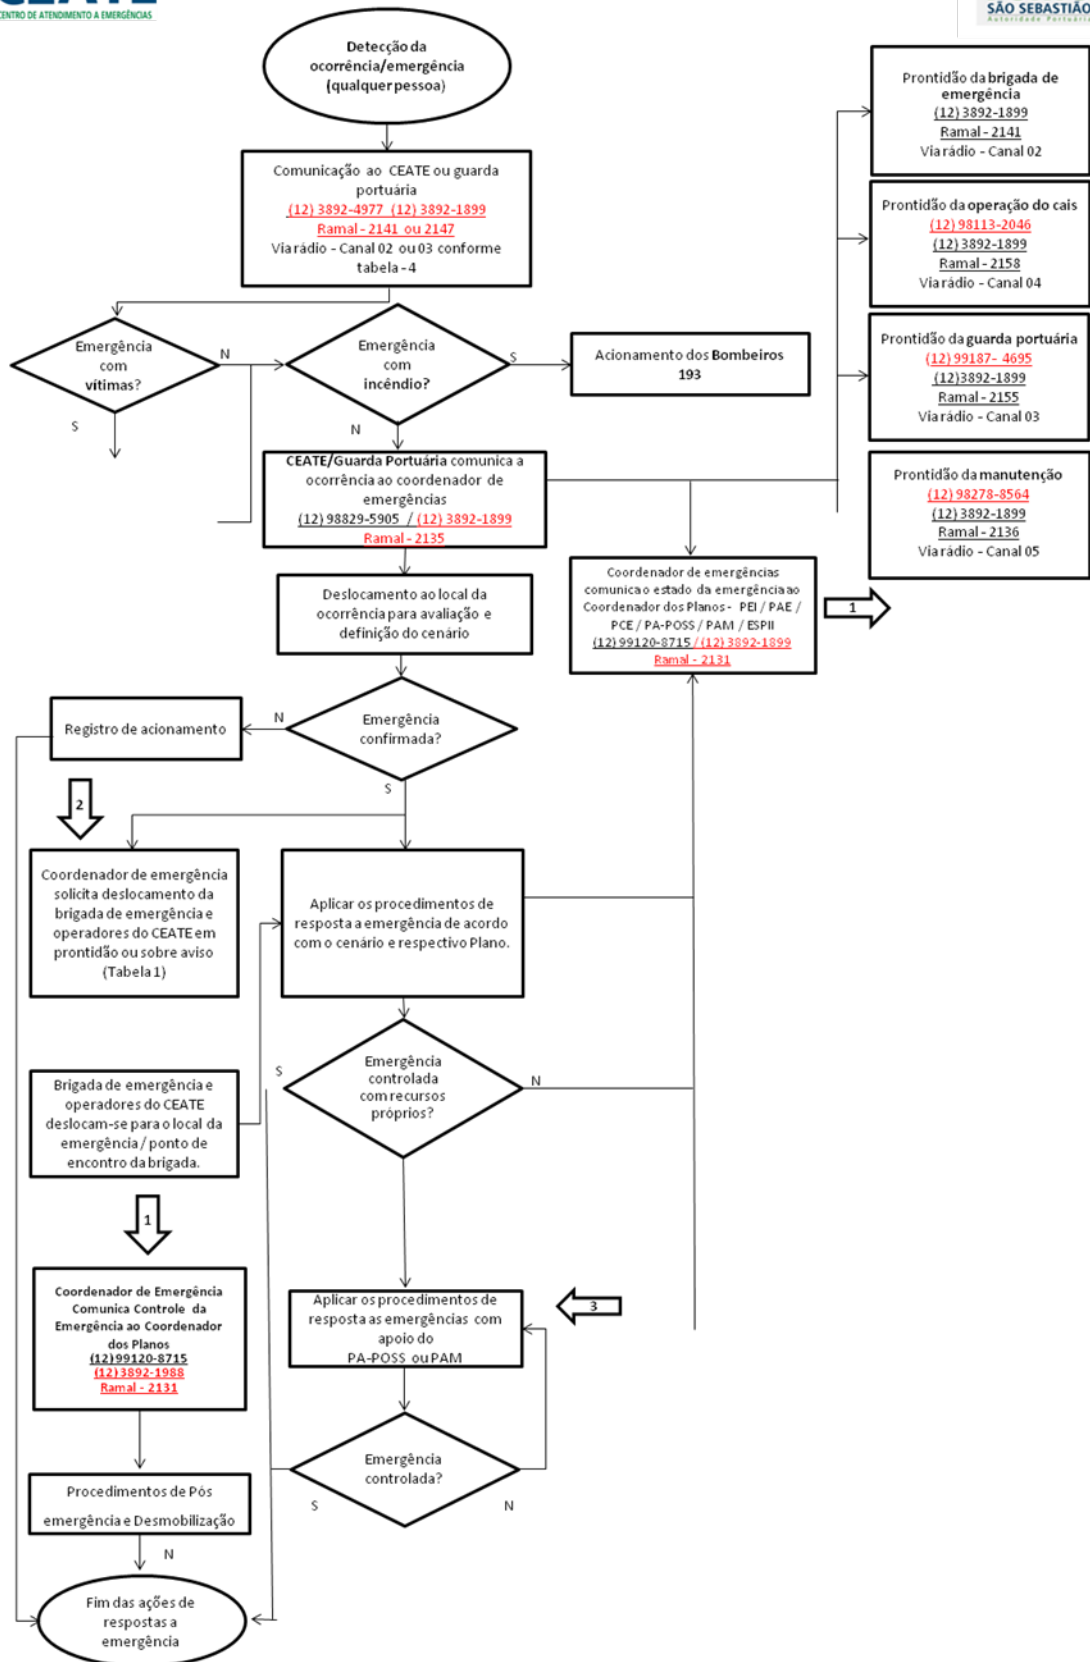 CEATE
CENTRO DE ATENDIMENTO A EMERGÊNCIAS
SÃO SEBASTIÃO
Autoridade Portuária
Detecção da
ocorrência/emergência
(qualquer pessoa)
Comunicação ao CEATE ou guarda
portuária
(12) 3892-4977 (12) 3892-1899
Ramal - 2141 ou 2147
Via rádio - Canal 02 ou 03 conforme
tabela - 4
Prontidão da brigada de
emergência
(12) 3892-1899
Ramal - 2141
Via rádio - Canal 02
Prontidão da operação do cais
(12) 98113-2046
(12) 3892-1899
Ramal - 2158
Via rádio - Canal 04
Prontidão da guarda portuária
(12) 99187- 4695
(12)3892-1899
Ramal - 2155
Via rádio - Canal 03
Prontidão da manutenção
(12) 98278-8564
(12) 3892-1899
Ramal - 2136
Via rádio - Canal 05
Emergência
com
vítimas?
N
S
Emergência
com
incêndio?
S
N
Acionamento dos Bombeiros
193
CEATE/Guarda Portuária comunica a
ocorrência ao coordenador de
emergências
(12) 98829-5905 / (12) 3892-1899
Ramal - 2135
Deslocamento ao local da
ocorrência para avaliação e
definição do cenário
Coordenador de emergências
comunica o estado da emergência ao
Coordenador dos Planos - PEI / PAE /
PCE / PA-POSS / PAM / ESPII
(12) 99120-8715 / (12) 3892-1899
Ramal - 2131
1
Emergência
confirmada?
N
S
Registro de acionamento
2
Coordenador de emergência
solicita deslocamento da
brigada de emergência e
operadores do CEATE em
prontidão ou sobre aviso
(Tabela 1)
Aplicar os procedimentos de
resposta a emergência de acordo
com o cenário e respectivo Plano.
Emergência
controlada
com recursos
próprios?
S
N
Brigada de emergência e
operadores do CEATE
deslocam-se para o local da
emergência / ponto de
encontro da brigada.
1
Coordenador de Emergência
Comunica Controle da
Emergência ao Coordenador
dos Planos
(12)99120-8715
(12)3892-1988
Ramal - 2131
Aplicar os procedimentos de
resposta as emergências com
apoio do
PA-POSS ou PAM
3
Emergência
controlada?
S
N
Procedimentos de Pós
emergência e Desmobilização
N
Fim das ações de
respostas a
emergência